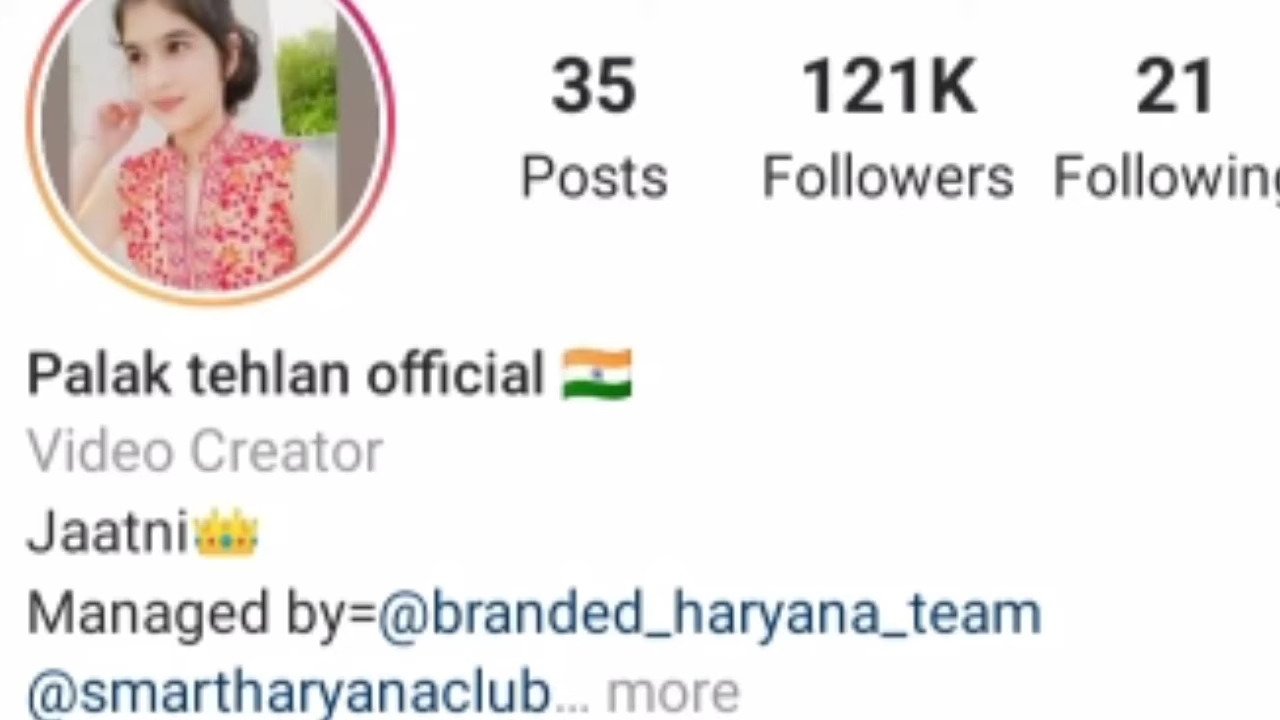 35 121K 21
Posts Followers Following
Palak tehlan official 🇮🇳
Video Creator
Jaatni👑
Managed by=@branded_haryana_team
@smartharyanaclub... more